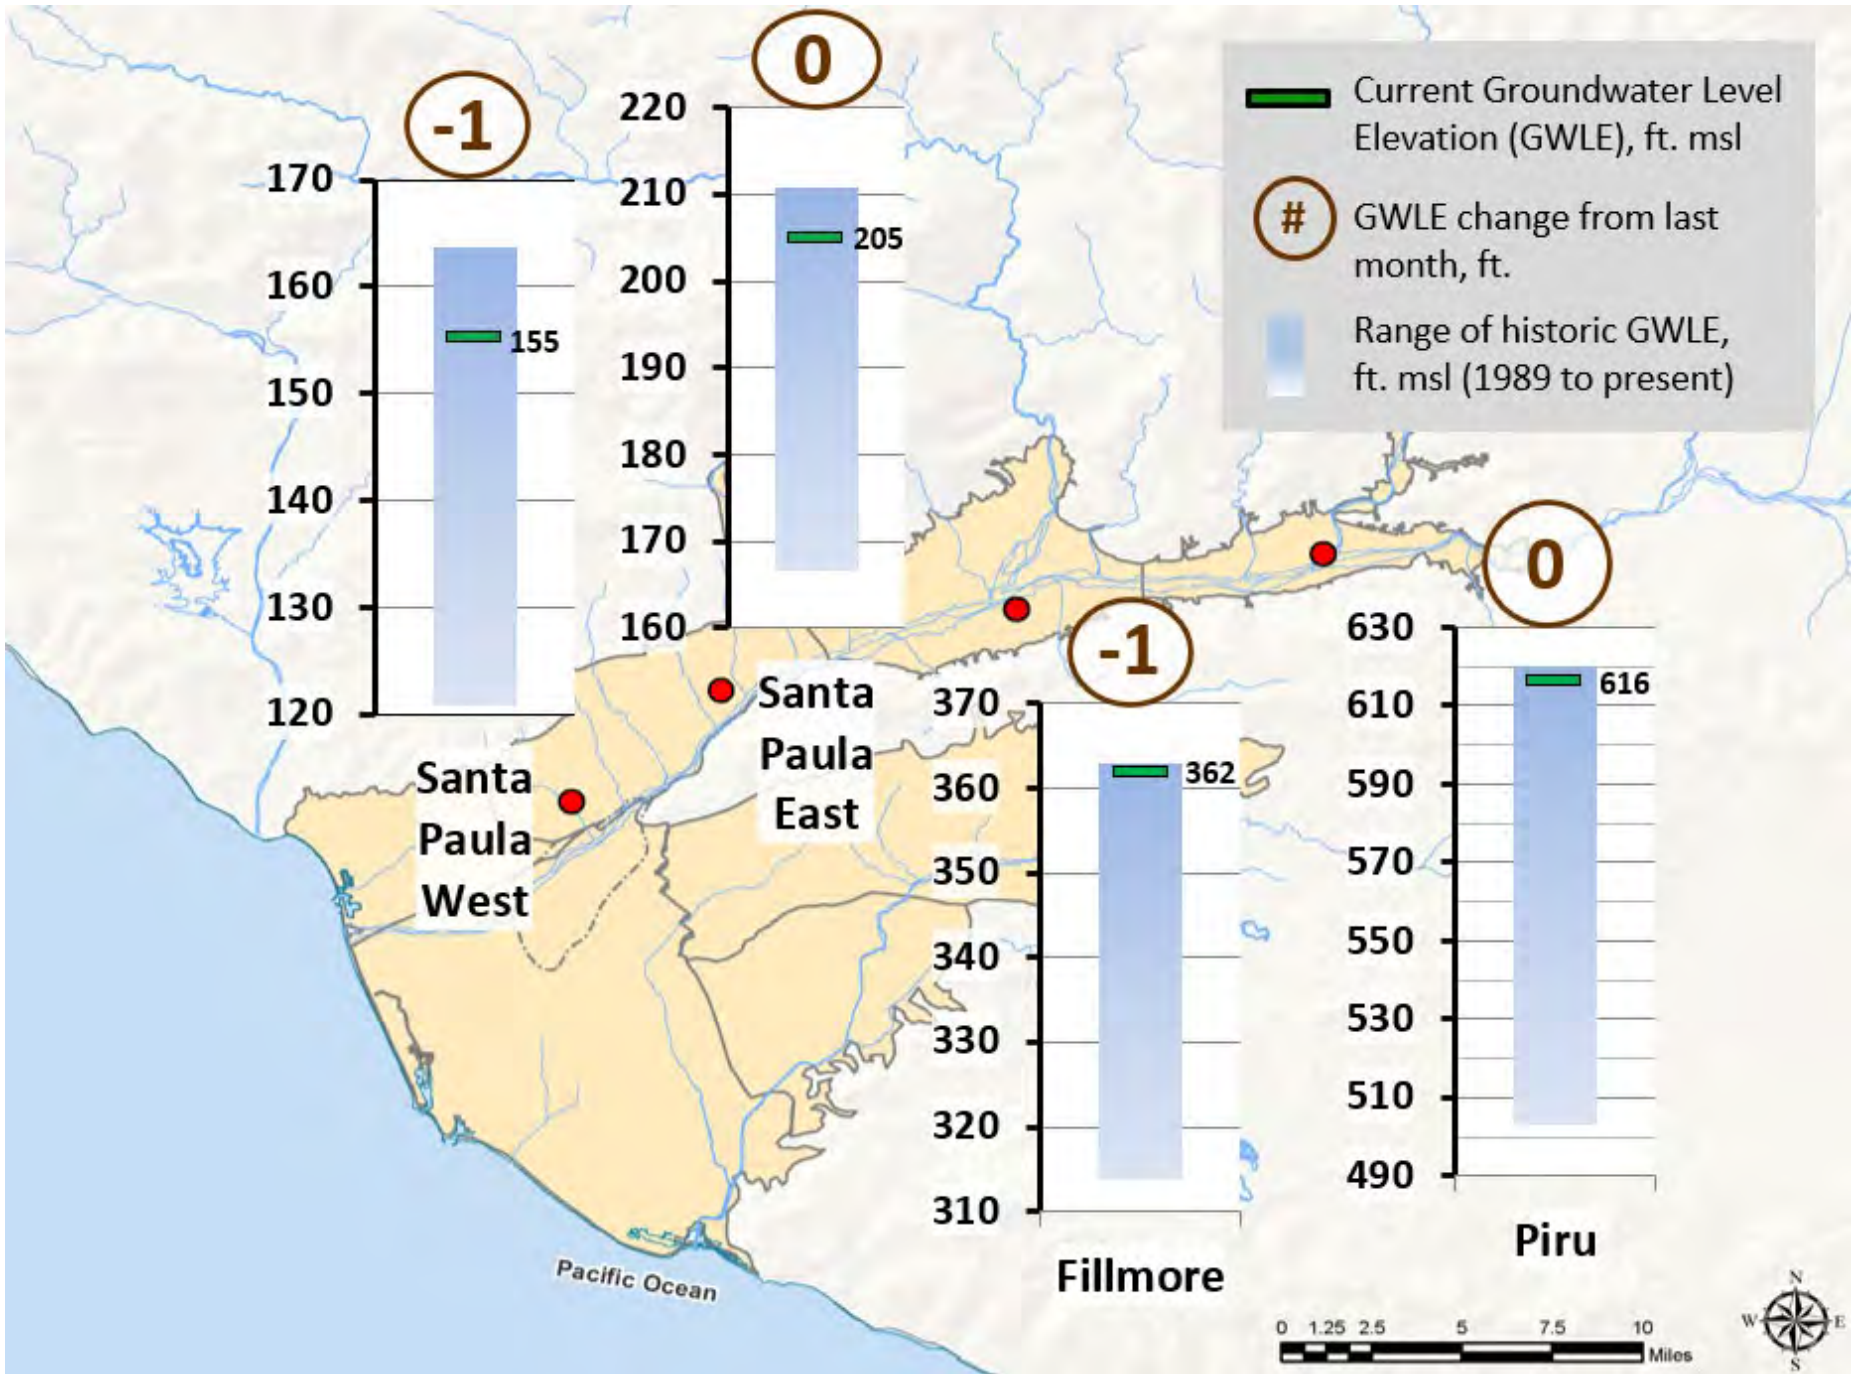 -1
170
160
150
140
130
120
155
Santa
Paula
West
0
220
210
200
190
180
170
160
205
Santa
Paula
East
Current Groundwater Level
Elevation (GWLE), ft. msl
#
GWLE change from last
month, ft.
Range of historic GWLE,
ft. msl (1989 to present)
-1
370
360
350
340
330
320
310
362
Fillmore
0
630
610
590
570
550
530
510
490
616
Piru
Pacific Ocean
0 1.25 2.5 5 7.5 10
Miles
N
W E
S